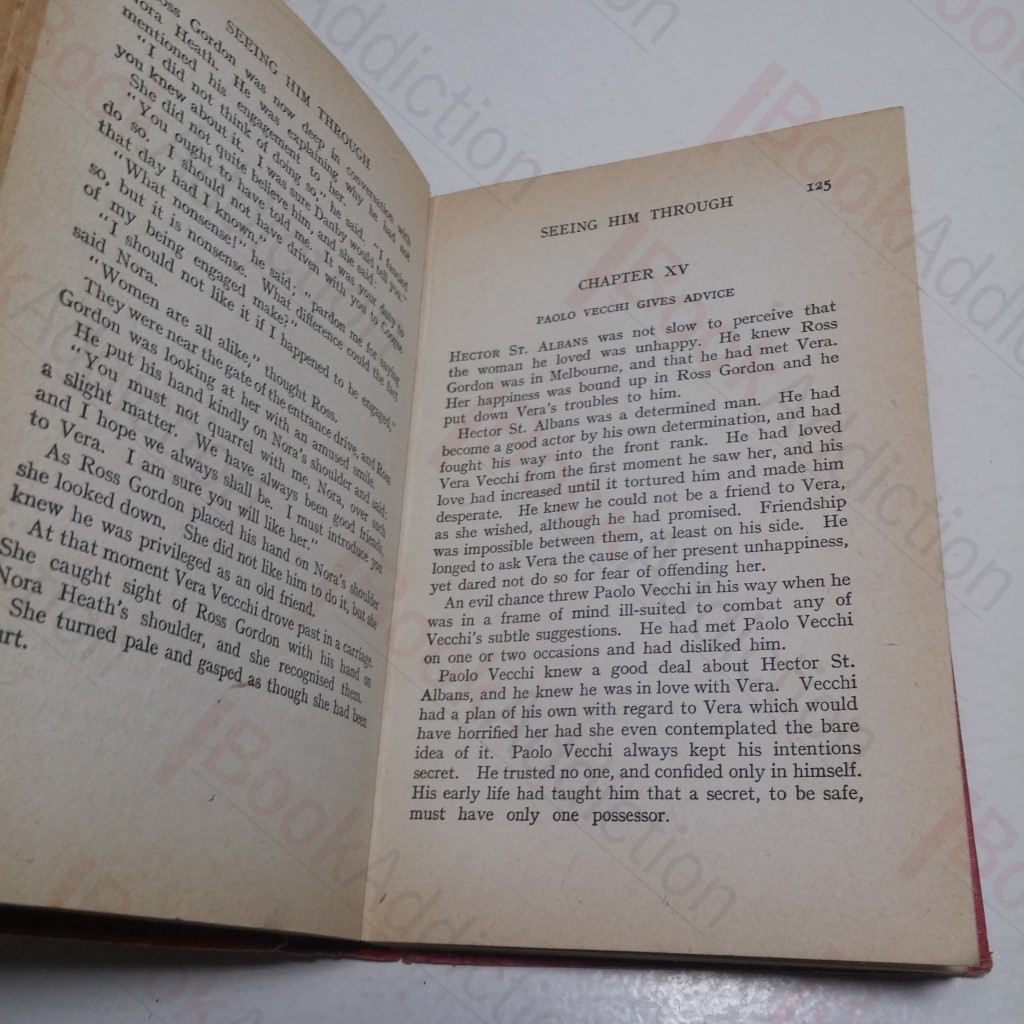 SEEING HIM THROUGH
Ross Gordon was now deep in conversation with
Nora Heath. He was explaining why he had not
mentioned his engagement to her.
"I did not think of doing so," he said. "I fancied
you knew about it. I was sure Danby would tell you."
She did not quite believe him, and she said:
"You ought to have told me. It was your duty to
do so. I should not have driven with you to Coogee
that day had I known."
"What nonsense!" he said; "pardon me for saying
so, but it is nonsense. What difference could the fact
of my being engaged make?"
"I should not like it if I happened to be engaged,"
said Nora.
"Women are all alike," thought Ross.
They were near the gate of the entrance drive, and Ross
Gordon was looking at her with an amused smile.
He put his hand kindly on Nora's shoulder and said:
"You must not quarrel with me, Nora, over such
a slight matter. We have always been good friends,
and I hope we always shall be. I must introduce you
to Vera. I am sure you will like her."
As Ross Gordon placed his hand on Nora's shoulder
she looked down. She did not like him to do it, but she
knew he was privileged as an old friend.
At that moment Vera Veccchi drove past in a carriage.
She caught sight of Ross Gordon with his hand on
Nora Heath's shoulder, and she recognised them.
She turned pale and gasped as though she had been
SEEING HIM THROUGH 125
CHAPTER XV
PAOLO VECCHI GIVES ADVICE
HECTOR ST. ALBANS was not slow to perceive that
the woman he loved was unhappy. He knew Ross
Gordon was in Melbourne, and that he had met Vera.
Her happiness was bound up in Ross Gordon and he
put down Vera's troubles to him.
Hector St. Albans was a determined man. He had
become a good actor by his own determination, and had
fought his way into the front rank. He had loved
Vera Vecchi from the first moment he saw her, and his
love had increased until it tortured him and made him
desperate. He knew he could not be a friend to Vera,
as she wished, although he had promised. Friendship
was impossible between them, at least on his side. He
longed to ask Vera the cause of her present unhappiness,
yet dared not do so for fear of offending her.
An evil chance threw Paolo Vecchi in his way when he
was in a frame of mind ill-suited to combat any of
Vecchi's subtle suggestions. He had met Paolo Vecchi
on one or two occasions and had disliked him.
Paolo Vecchi knew a good deal about Hector St.
Albans, and he knew he was in love with Vera. Vecchi
had a plan of his own with regard to Vera which would
have horrified her had she even contemplated the bare
idea of it. Paolo Vecchi always kept his intentions
secret. He trusted no one, and confided only in himself.
His early life had taught him that a secret, to be safe,
must have only one possessor.
BookAddiction